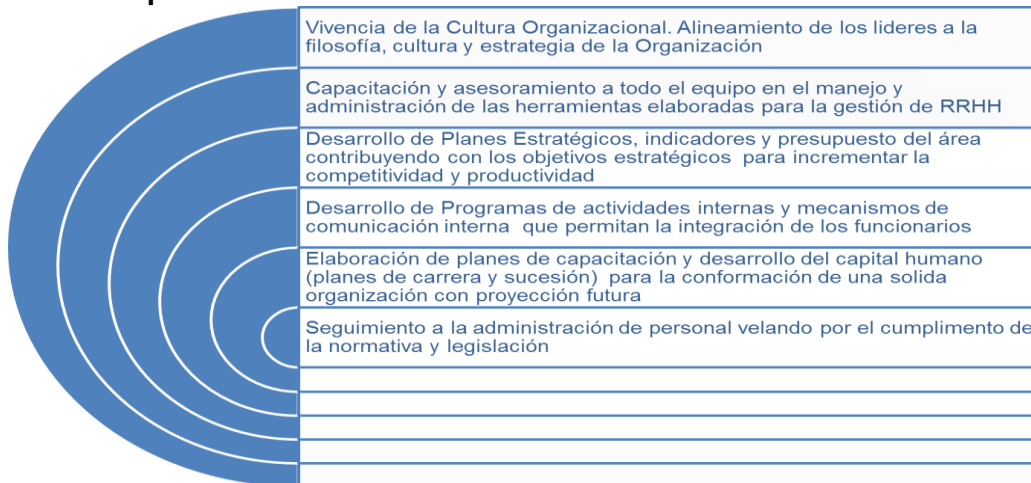 Vivencia de la Cultura Organizacional. Alineamiento de los lideres a la
filosofía, cultura y estrategia de la Organización
Capacitación y asesoramiento a todo el equipo en el manejo y
administración de las herramientas elaboradas para la gestión de RRHH
Desarrollo de Planes Estratégicos, indicadores y presupuesto del área
contribuyendo con los objetivos estratégicos para incrementar la
competitividad y productividad
Desarrollo de Programas de actividades internas y mecanismos de
comunicación interna que permitan la integración de los funcionarios
Elaboración de planes de capacitación y desarrollo del capital humano
(planes de carrera y sucesión) para la conformación de una solida
organización con proyección futura
Seguimiento a la administración de personal velando por el cumplimento de
la normativa y legislación